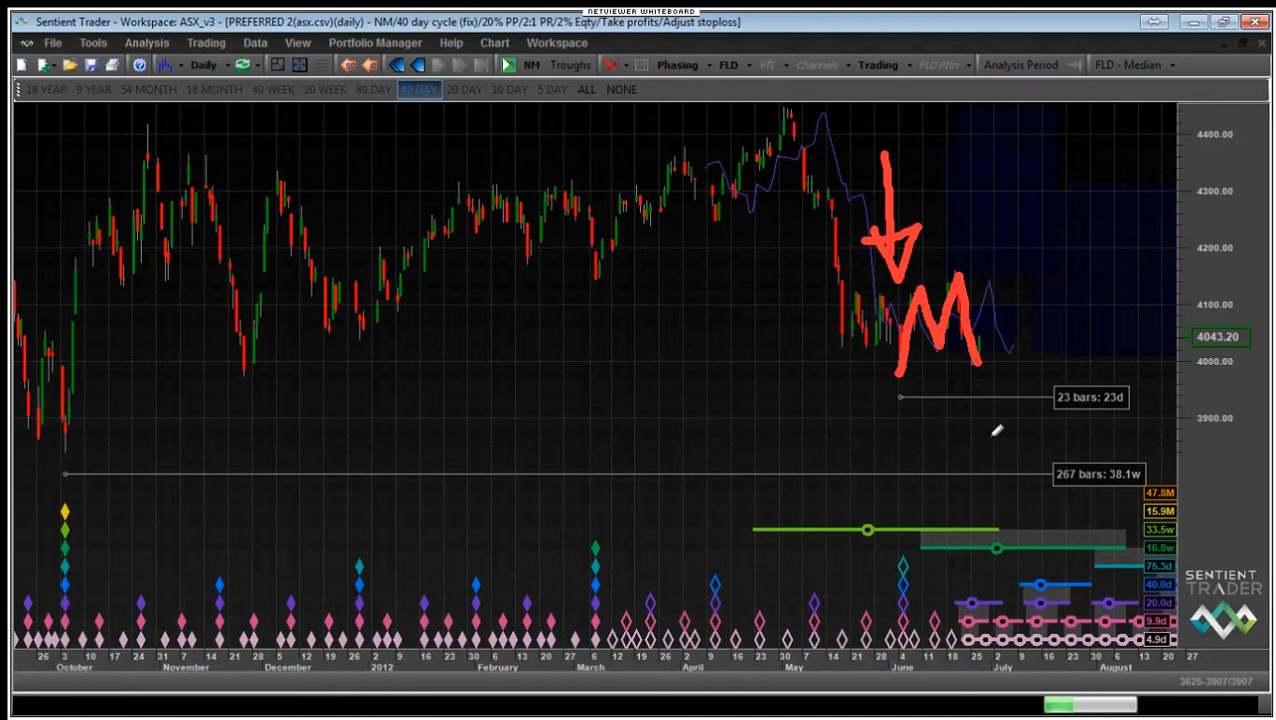 NETVIEWER WHITEBOARD
Sentient Trader - Workspace: ASX_v3 - [PREFERRED 2(asx.csv)(daily) - NM/40 day cycle (fix)/20% PP/2:1 PR/2% Eqty/Take profits/Adjust stoploss]
File Tools Analysis Trading Data View Portfolio Manager Help Chart Workspace
Daily NM Troughs Phasing FLD VTL Channels Trading FLD Pttn Analysis Period FLD - Median
18 YEAR 9 YEAR 54 MONTH 18 MONTH 40 WEEK 20 WEEK 80 DAY 40 DAY 20 DAY 10 DAY 5 DAY ALL NONE
4400.00
4300.00
4200.00
4100.00
4043.20
4000.00
23 bars: 23d
3900.00
267 bars: 38.1w
47.8M
15.9M
33.5w
16.8w
75.3d
40.0d
20.0d
9.9d
4.9d
SENTIENT
TRADER
26 3 10 17 24 31 7 14 21 28 5 12 19 26 2 9 16 23 30 6 13 20 27 6 12 19 26 2 9 16 23 30 7 14 21 28 4 11 18 25 2 9 16 23 30 6 13 20 27
October November December 2012 February March April May June July August
3625-3907/3907